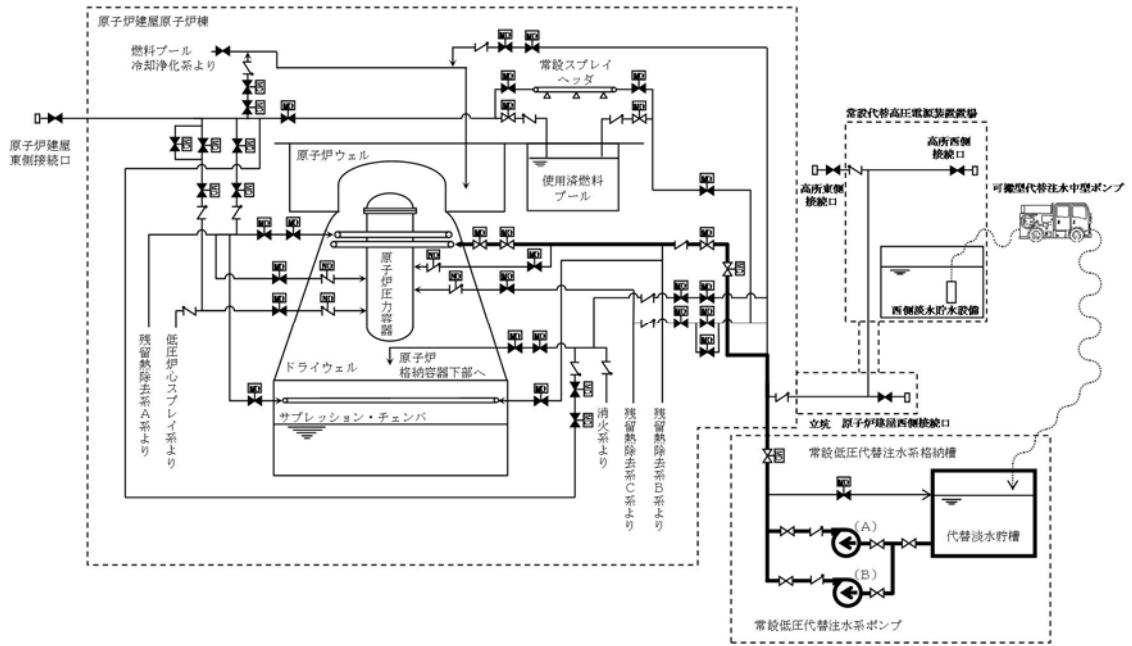 原子炉建屋原子炉棟
燃料プール
冷却浄化系より
常設スプレイ
ヘッダ
原子炉建屋
東側接続口
原子炉ウェル
使用済燃料
プール
常設代替高圧電源装置置場
高所西側
接続口
高所東側
接続口
可搬型代替注水中型ポンプ
西側淡水貯水設備
原子炉圧力容器
ドライウェル
原子炉
格納容器下部へ
サプレッション・チェンバ
残留熱除去系A系より
低圧炉心スプレイ系より
消火系より
残留熱除去系C系より
残留熱除去系B系より
立坑
原子炉建屋西側接続口
常設低圧代替注水系格納槽
代替淡水貯槽
(A)
(B)
常設低圧代替注水系ポンプ